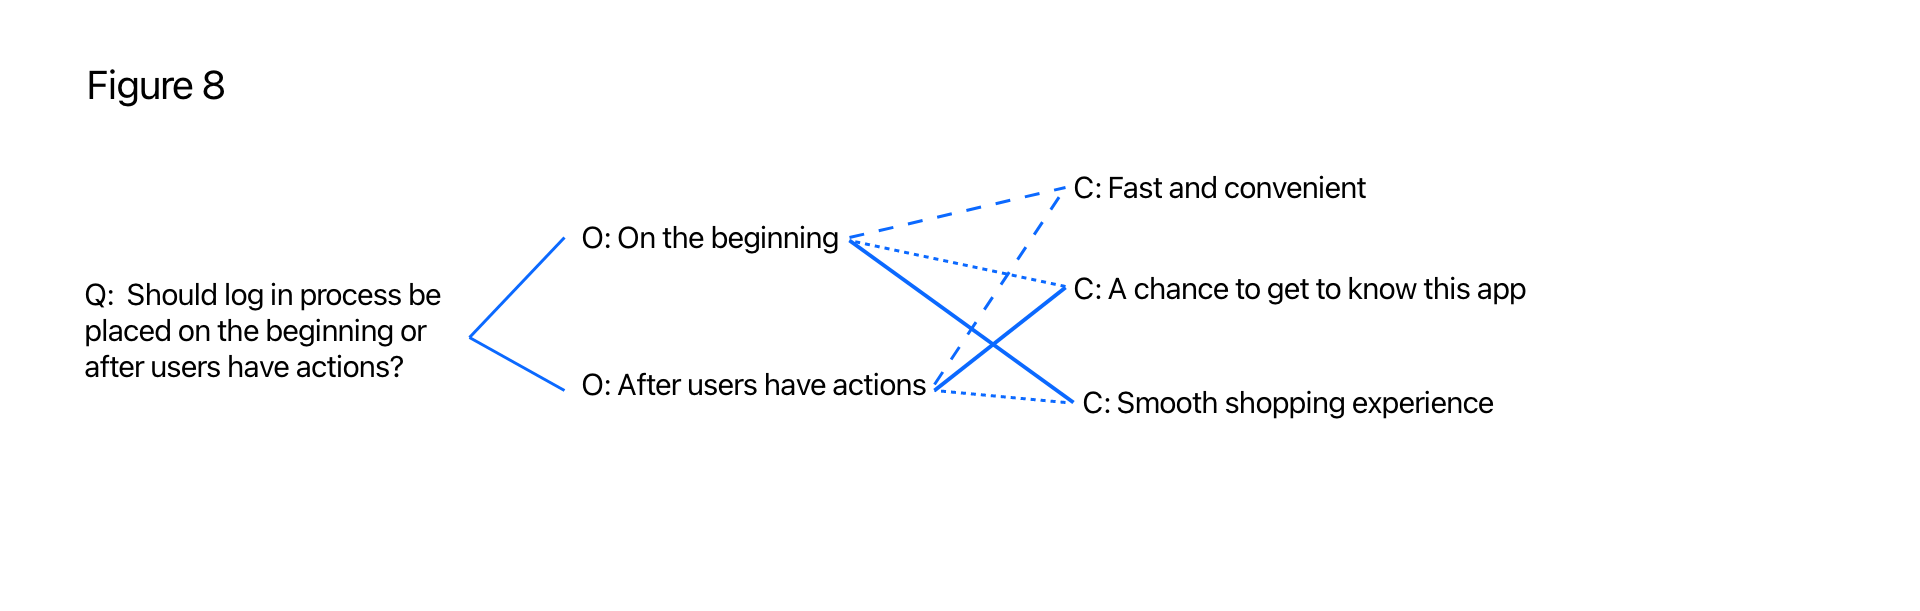 Figure 8
C: Fast and convenient
O: On the beginning
C: A chance to get to know this app
Q:  Should log in process be
placed on the beginning or
after users have actions?
O: After users have actions
C: Smooth shopping experience